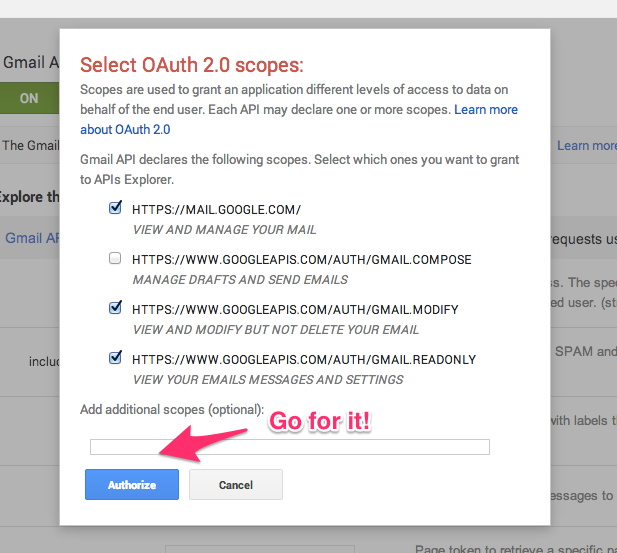 Gmail A
Select OAuth 2.0 scopes:
Scopes are used to grant an application different levels of access to data on
ON
behalf of the end user. Each API may declare one or more scopes. Learn more
about OAuth 2.0
The Gmail
Learn more
Gmail API declares the following scopes. Select which ones you want to grant
to APIs Explorer.
Explore th
HTTPS://MAIL.GOOGLE.COM/
VIEW AND MANAGE YOUR MAIL
Gmail AP
requests us
HTTPS://WWW.GOOGLEAPIS.COM/AUTH/GMAIL.COMPOSE
MANAGE DRAFTS AND SEND EMAILS
s. The spe
ed user. (st
HTTPS://WWW.GOOGLEAPIS.COM/AUTH/GMAIL.MODIFY
VIEW AND MODIFY BUT NOT DELETE YOUR EMAIL
SPAM and
includ
HTTPS://WWW.GOOGLEAPIS.COM/AUTH/GMAIL.READONLY
VIEW YOUR EMAILS MESSAGES AND SETTINGS
Add additional scopes (optional):
Go for it!
with labels t
Authorize
Cancel
essages to
Page token to retrieve a specific pa